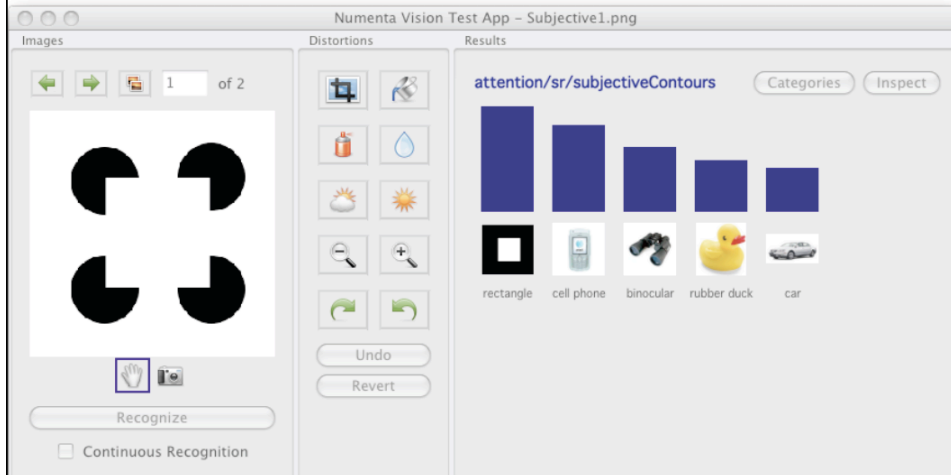 Numenta Vision Test App – Subjective1.png
Images
Distortions
Results
1 of 2
attention/sr/subjectiveContours
Categories
Inspect
rectangle
cell phone
binocular
rubber duck
car
Undo
Revert
Recognize
Continuous Recognition